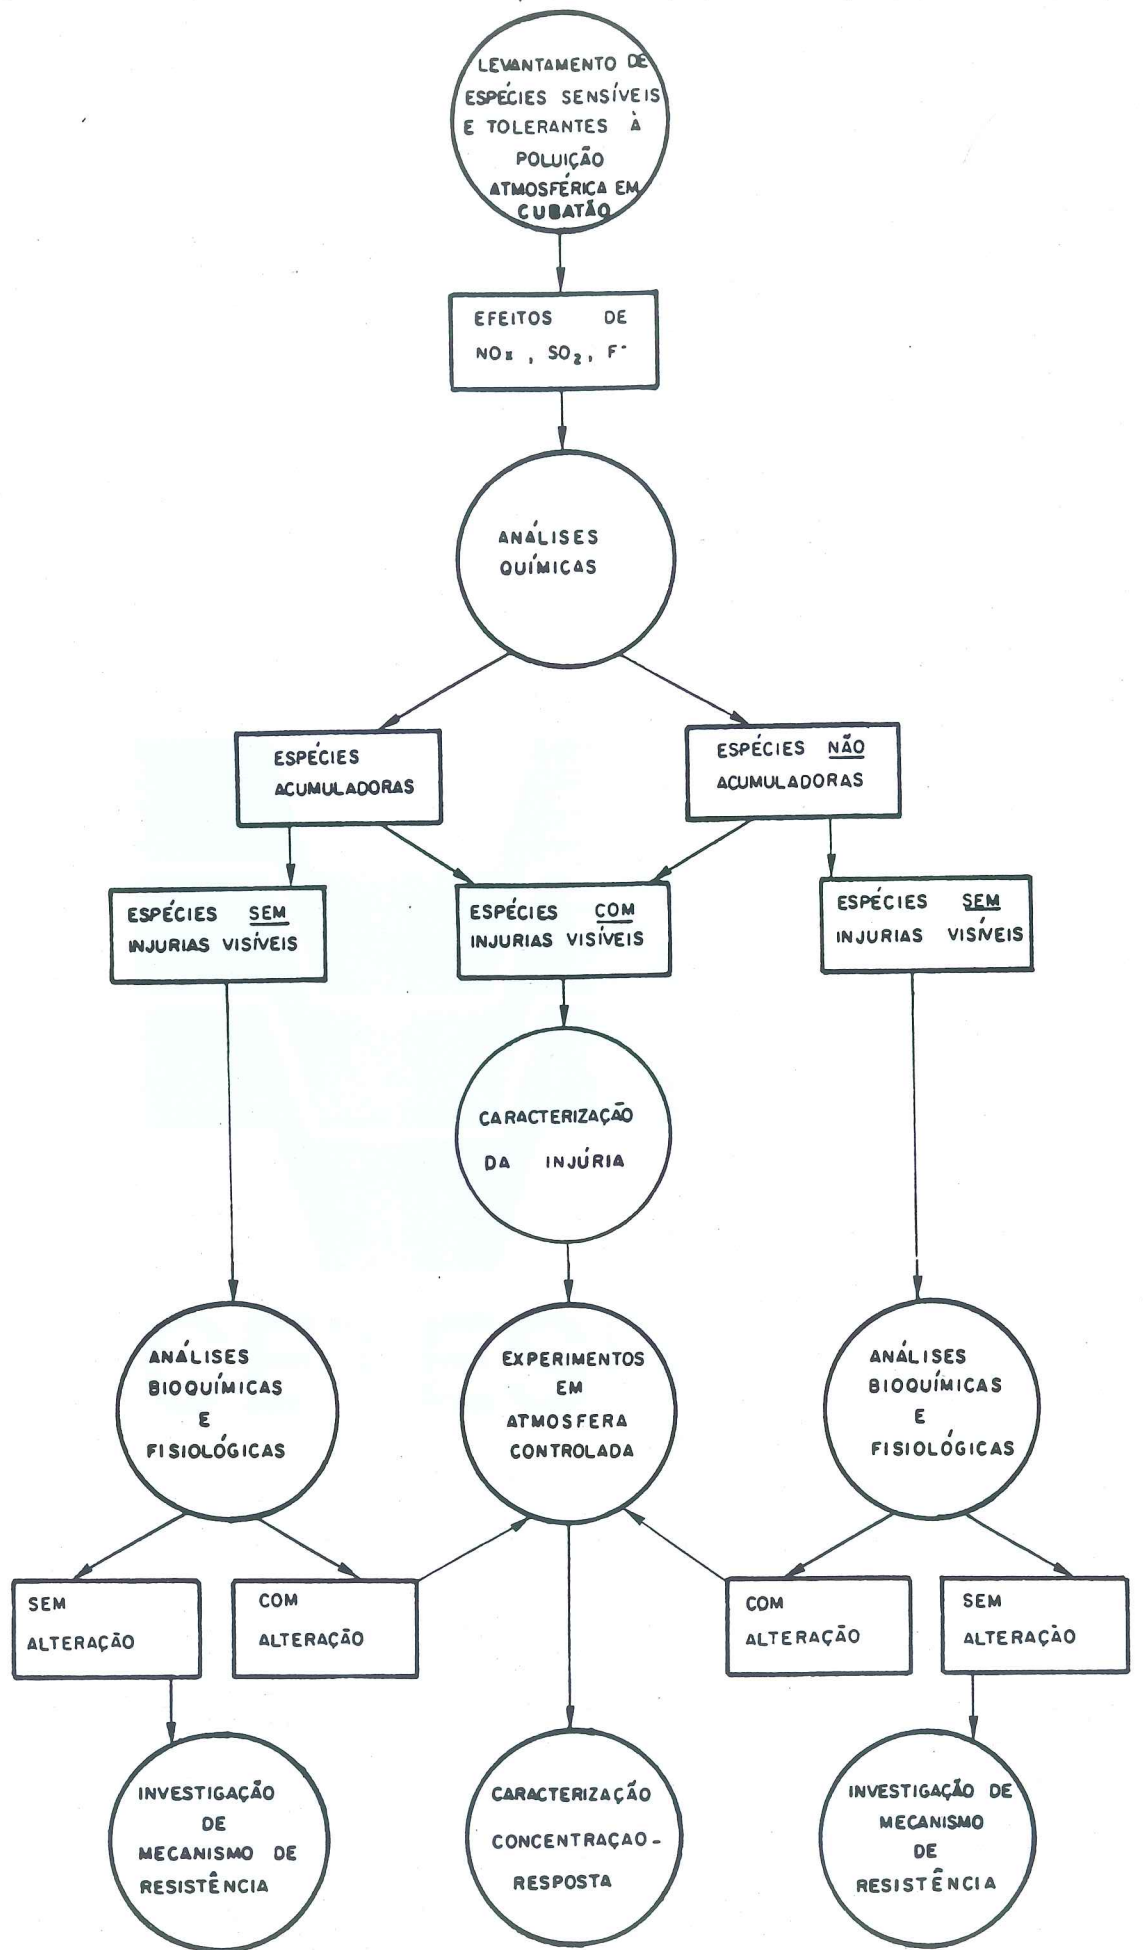 LEVANTAMENTO DE
ESPÉCIES SENSÍVEIS
E TOLERANTES À
POLUIÇÃO
ATMOSFÉRICA EM
CUBATÃO
EFEITOS DE
NOx , SO₂, F⁻
ANÁLISES
QUÍMICAS
ESPÉCIES
ACUMULADORAS
ESPÉCIES NÃO
ACUMULADORAS
ESPÉCIES SEM
INJURIAS VISÍVEIS
ESPÉCIES COM
INJURIAS VISÍVEIS
ESPÉCIES SEM
INJURIAS VISÍVEIS
CARACTERIZAÇÃO
DA INJÚRIA
ANÁLISES
BIOQUÍMICAS
E
FISIOLÓGICAS
EXPERIMENTOS
EM
ATMOSFERA
CONTROLADA
ANÁLISES
BIOQUÍMICAS
E
FISIOLÓGICAS
SEM
ALTERAÇÃO
COM
ALTERAÇÃO
COM
ALTERAÇÃO
SEM
ALTERAÇÃO
INVESTIGAÇÃO
DE
MECANISMO DE
RESISTÊNCIA
CARACTERIZAÇÃO
CONCENTRAÇAO-
RESPOSTA
INVESTIGAÇÃO DE
MECANISMO
DE
RESISTÊNCIA